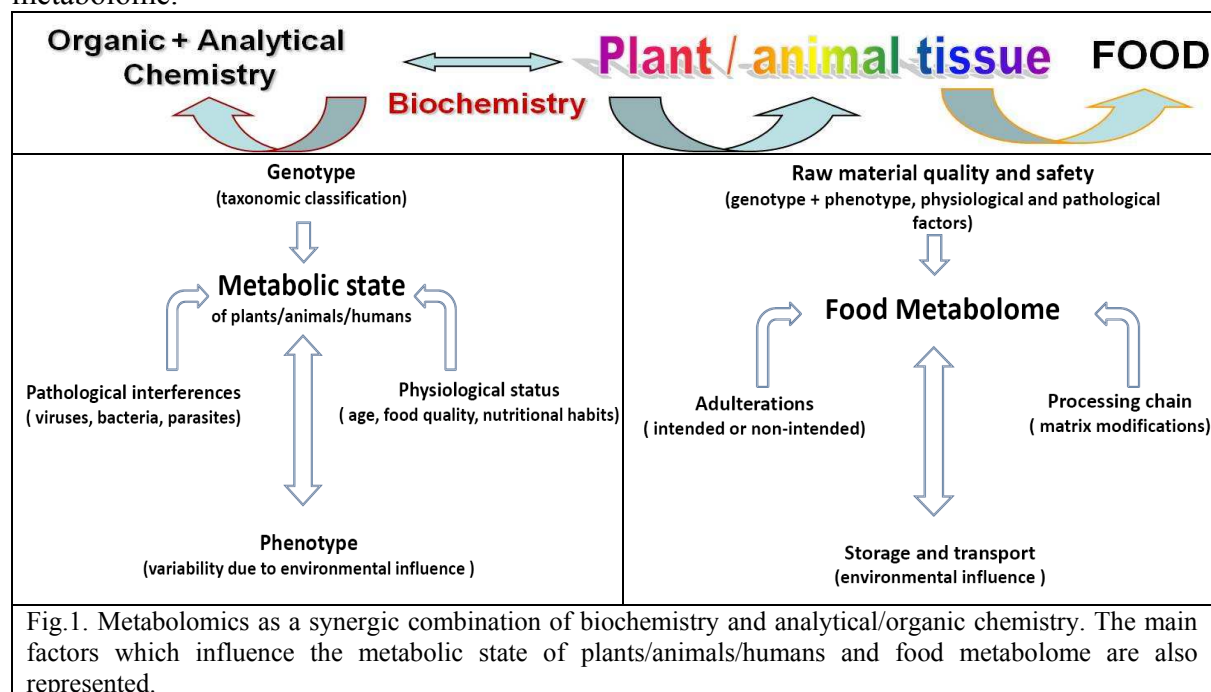 metabolome.
Organic + Analytical
Chemistry
Biochemistry
Plant / animal tissue
FOOD
Genotype
(taxonomic classification)
Metabolic state
of plants/animals/humans
Pathological interferences
( viruses, bacteria, parasites)
Physiological status
( age, food quality, nutritional habits)
Phenotype
(variability due to environmental influence )
Raw material quality and safety
(genotype + phenotype, physiological and pathological
factors)
Food Metabolome
Adulterations
( intended or non-intended)
Processing chain
( matrix modifications)
Storage and transport
(environmental influence )
Fig.1. Metabolomics as a synergic combination of biochemistry and analytical/organic chemistry. The main
factors which influence the metabolic state of plants/animals/humans and food metabolome are also
represented.